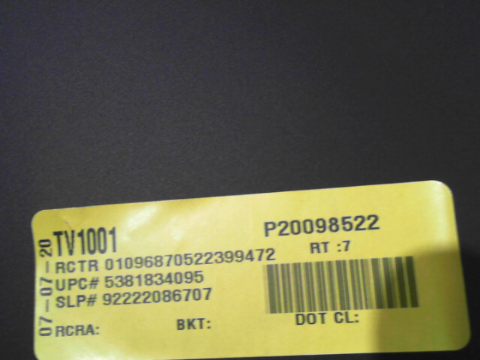 07-07-20
TV1001
P20098522
RCTR 01096870522399472
RT :7
UPC# 5381834095
SLP# 92222086707
RCRA:
BKT:
DOT CL: